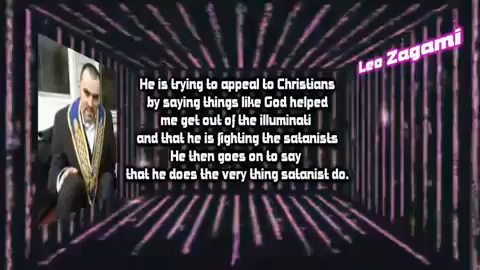 Leo Zagami
He is trying to appeal to Christians
by saying things like God helped
me get out of the illuminati
and that he is fighting the satanists
He then goes on to say
that he does the very thing satanist do.